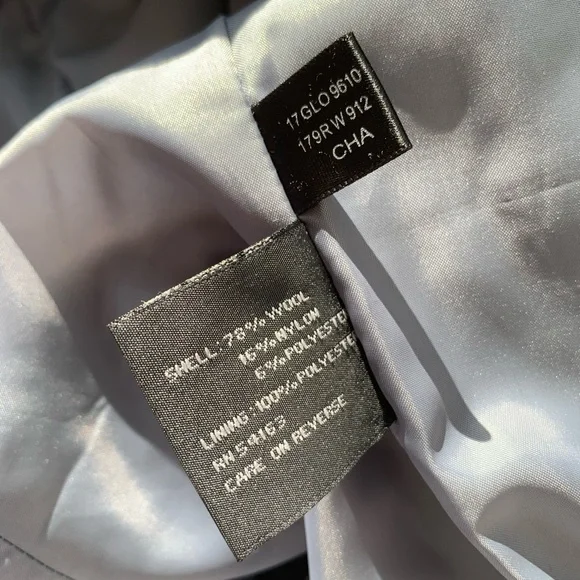 17GLO9610
179RW912
CHA
SHELL:78%WOOL
16%NYLON
6%POLYESTER
LINING:100%POLYESTER
RN 54163
CARE ON REVERSE